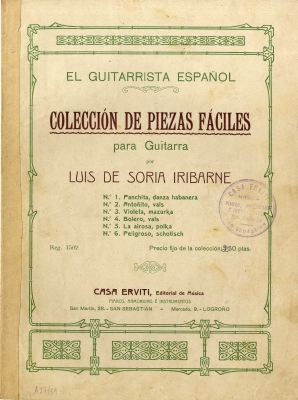 EL GUITARRISTA ESPAÑOL
COLECCIÓN DE PIEZAS FÁCILES
para Guitarra
por
LUIS DE SORIA IRIBARNE
N.º 1. Panchita, danza habanera
N.º 2. Antoñito, vals
N.º 3. Violeta, mazurka
N.º 4. Bolero, vals
N.º 5. La airosa, polka
N.º 6. Peligroso, schotisch
Precio fijo de la colección,
50 ptas.
CASA ERVITI, Editorial de Música
PIANOS, ARMONIUMS É INSTRUMENTOS
San Martín, 28.-SAN SEBASTIÁN - Mercado, 9.-LOGROÑO